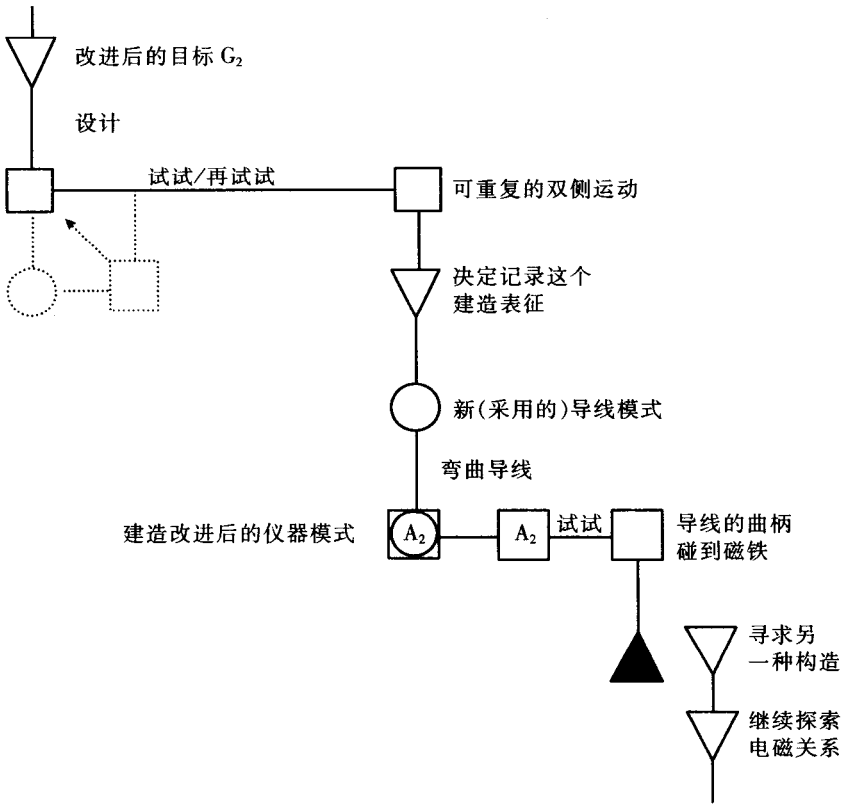 改进后的目标 G₂
设计
试试/再试试
可重复的双侧运动
决定记录这个
建造表征
新(采用的)导线模式
弯曲导线
建造改进后的仪器模式
A₂
A₂
试试
导线的曲柄
碰到磁铁
寻求另
一种构造
继续探索
电磁关系